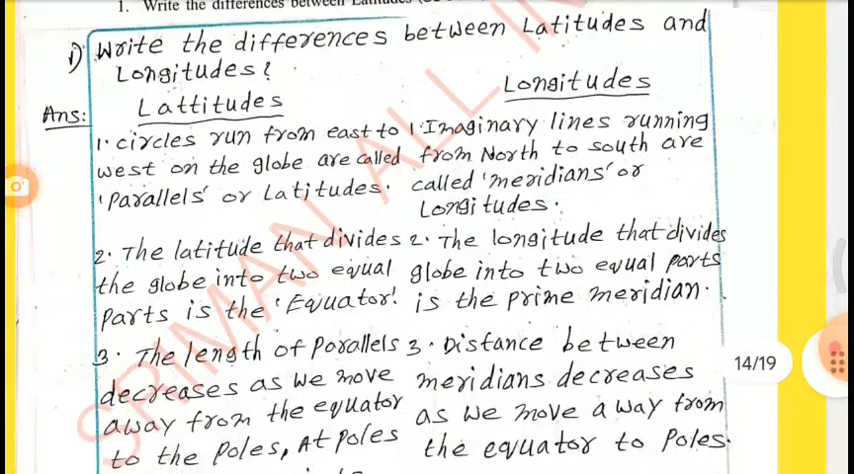 1. Write the differences between Latitudes
1) Write the differences between Latitudes and
Longitudes?
Ans: Lattitudes
1. circles run from east to
west on the globe are called
'Parallels' or Latitudes.
2. The latitude that divides
the globe into two equal
parts is the 'Equator!
3. The length of parallels
decreases as we move
away from the equator
to the poles, At poles
Longitudes
1. Imaginary lines running
from North to south are
called 'meridians' or
Longitudes.
2. The longitude that divides
globe into two equal parts
is the prime meridian.
3. Distance between
meridians decreases
as we move away from
the equator to poles.
SRIMAN ALL IN
14/19